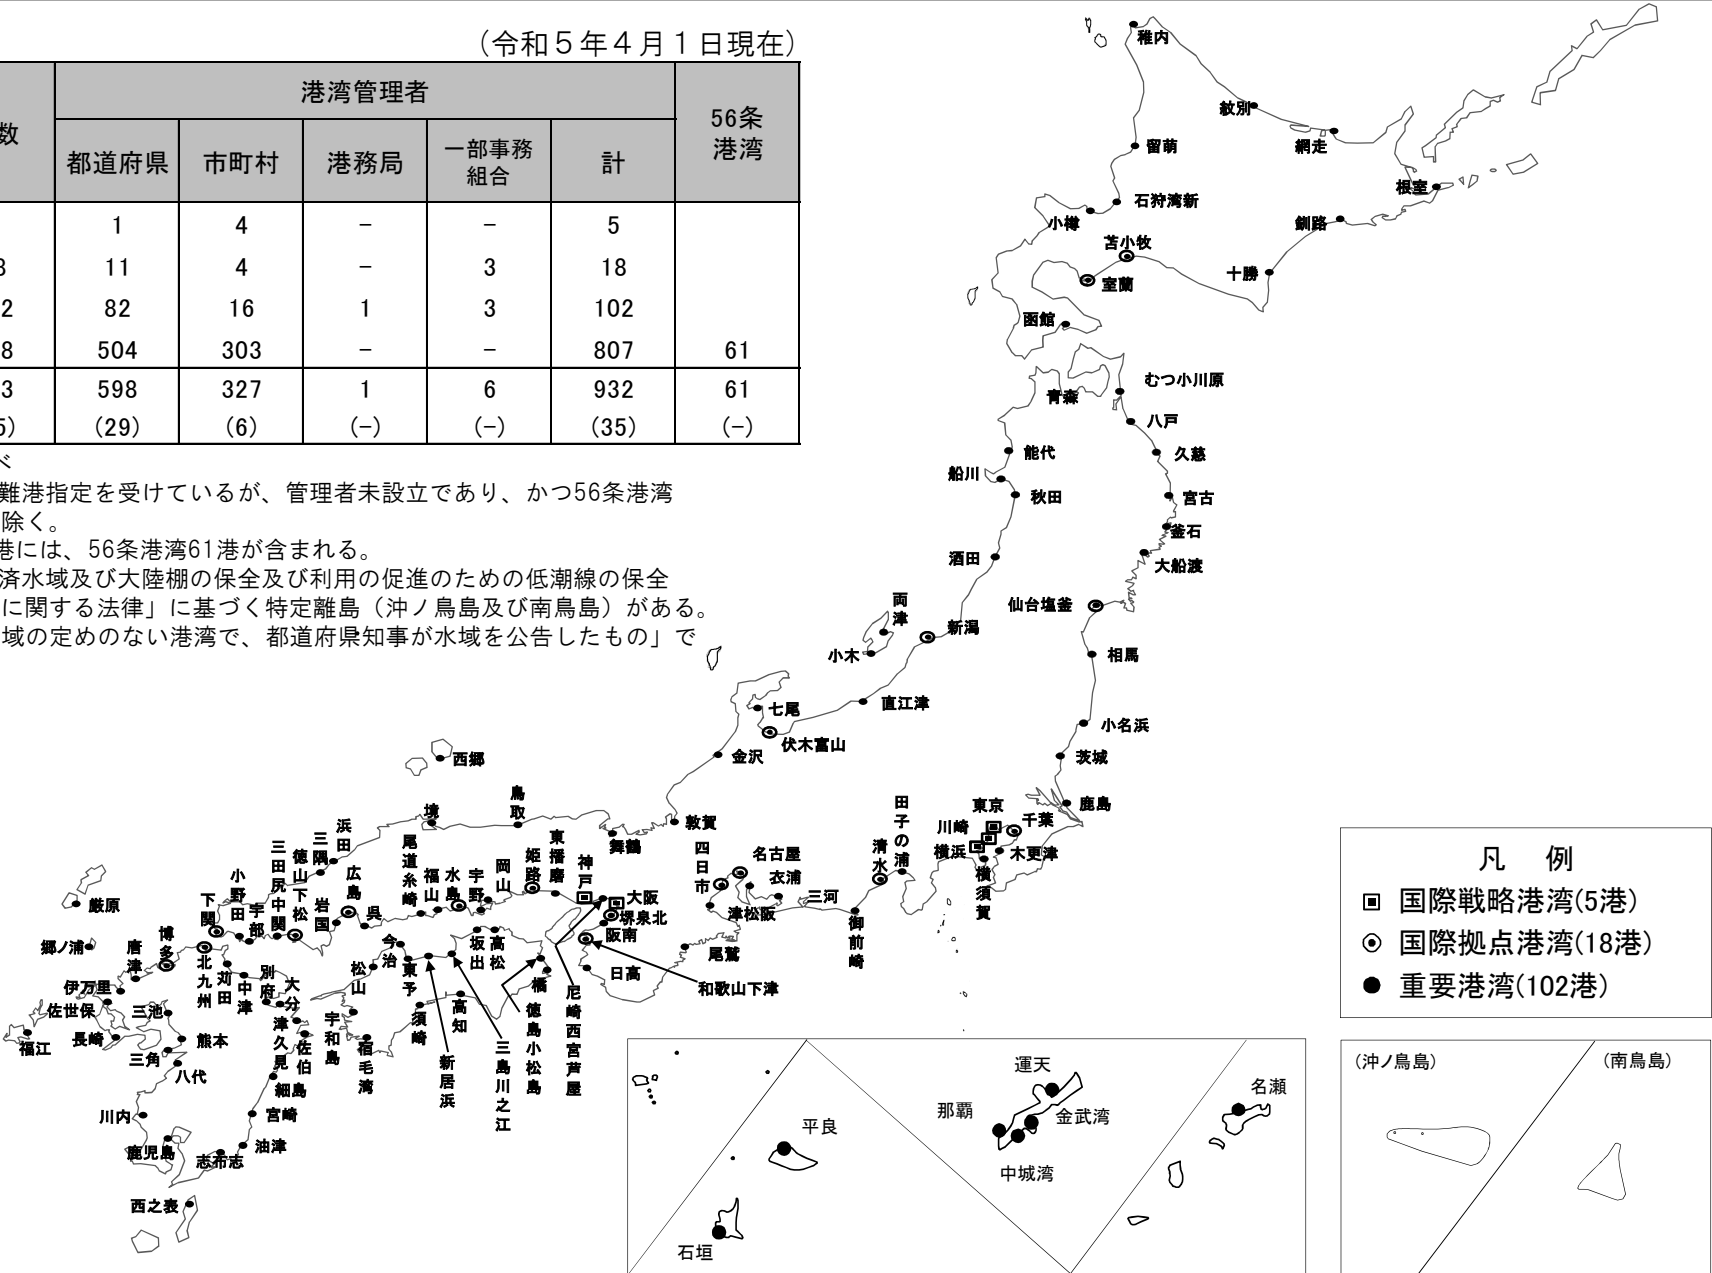 (令和５年４月１日現在)
数
港湾管理者
56条
港湾
都道府県
市町村
港務局
一部事務
組合
計
1 4 － － 5
8 11 4 － 3 18
2 82 16 1 3 102
8 504 303 － － 807 61
3 598 327 1 6 932 61
5) (29) (6) (－) (－) (35) (－)
べ
難港指定を受けているが、管理者未設立であり、かつ56条港湾
除く。
港には、56条港湾61港が含まれる。
済水域及び大陸棚の保全及び利用の促進のための低潮線の保全
に関する法律」に基づく特定離島（沖ノ鳥島及び南鳥島）がある。
域の定めのない港湾で、都道府県知事が水域を公告したもの」で
稚内
紋別
網走
留萌
根室
石狩湾新
小樽
釧路
苫小牧
十勝
室蘭
函館
むつ小川原
青森
八戸
能代
久慈
船川
秋田
宮古
釜石
酒田
大船渡
仙台塩釜
両津
新潟
小木
相馬
直江津
七尾
小名浜
伏木富山
金沢
茨城
西郷
鹿島
東京
千葉
川崎
横浜
木更津
横須賀
田子の浦
清水
御前崎
三河
衣浦
名古屋
四日市
津松阪
尾鷲
敦賀
舞鶴
鳥取
境
浜田
三隅
三田尻中関
徳山下松
岩国
広島
呉
尾道糸崎
福山
水島
宇野
岡山
姫路
東播磨
神戸
大阪
堺泉北
阪南
日高
和歌山下津
尼崎西宮芦屋
徳島小松島
橘
三島川之江
新居浜
高松
坂出
高知
須崎
東予
今治
松山
宇和島
宿毛湾
小野田
宇部
下関
北九州
苅田
中津
別府
大分
津久見
佐伯
細島
宮崎
油津
志布志
鹿児島
川内
西之表
厳原
郷ノ浦
博多
唐津
伊万里
佐世保
長崎
福江
三池
熊本
三角
八代
凡 例
国際戦略港湾(5港)
国際拠点港湾(18港)
重要港湾(102港)
平良
石垣
運天
那覇
金武湾
中城湾
名瀬
(沖ノ鳥島)
(南鳥島)